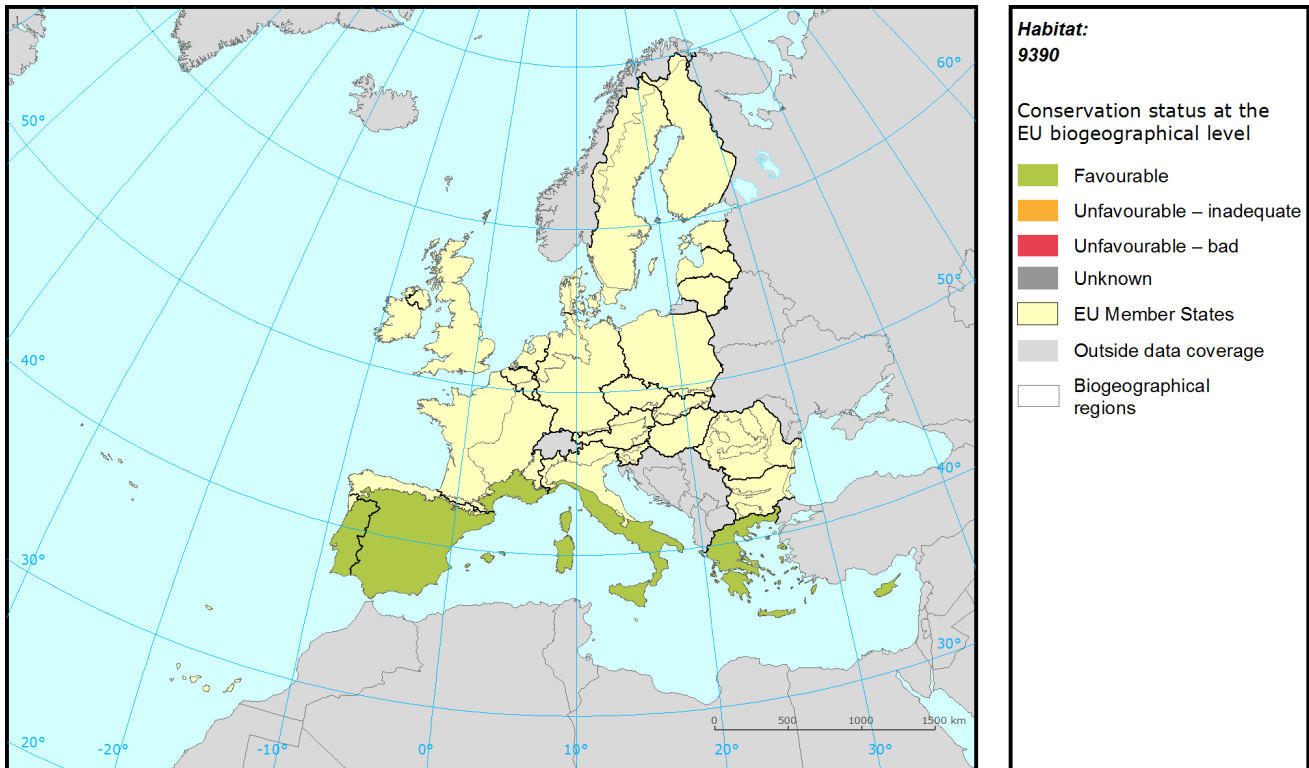 Habitat:
9390
Conservation status at the
EU biogeographical level
Favourable
Unfavourable – inadequate
Unfavourable – bad
Unknown
EU Member States
Outside data coverage
Biogeographical
regions
60°
50°
50°
40°
40°
30°
30°
0 500 1000 1500 km
20° -20° -10° 0° 10° 20° 30°